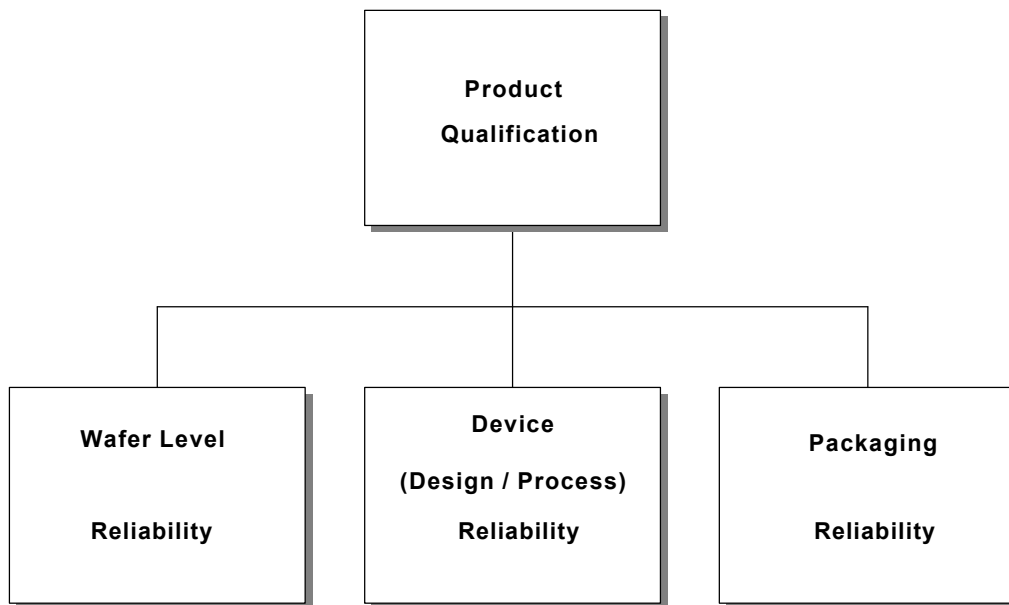 Product
Qualification
Wafer Level
Reliability
Device
(Design / Process)
Reliability
Packaging
Reliability